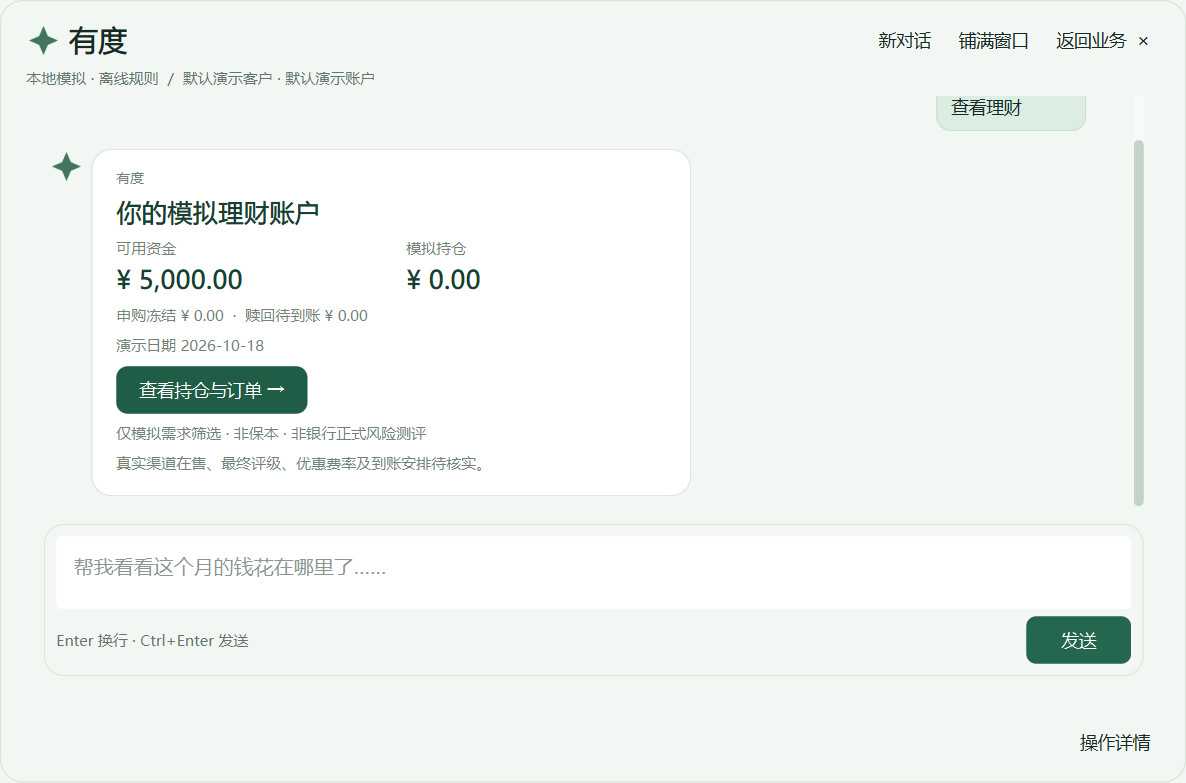 有度
新对话 铺满窗口 返回业务 ×
本地模拟 · 离线规则 / 默认演示客户 · 默认演示账户
查看理财
有度
你的模拟理财账户
可用资金 模拟持仓
¥ 5,000.00 ¥ 0.00
申购冻结 ¥ 0.00 · 赎回待到账 ¥ 0.00
演示日期 2026-10-18
查看持仓与订单 →
仅模拟需求筛选 · 非保本 · 非银行正式风险测评
真实渠道在售、最终评级、优惠费率及到账安排待核实。
帮我看看这个月的钱花在哪里了……
Enter 换行 · Ctrl+Enter 发送
发送
操作详情